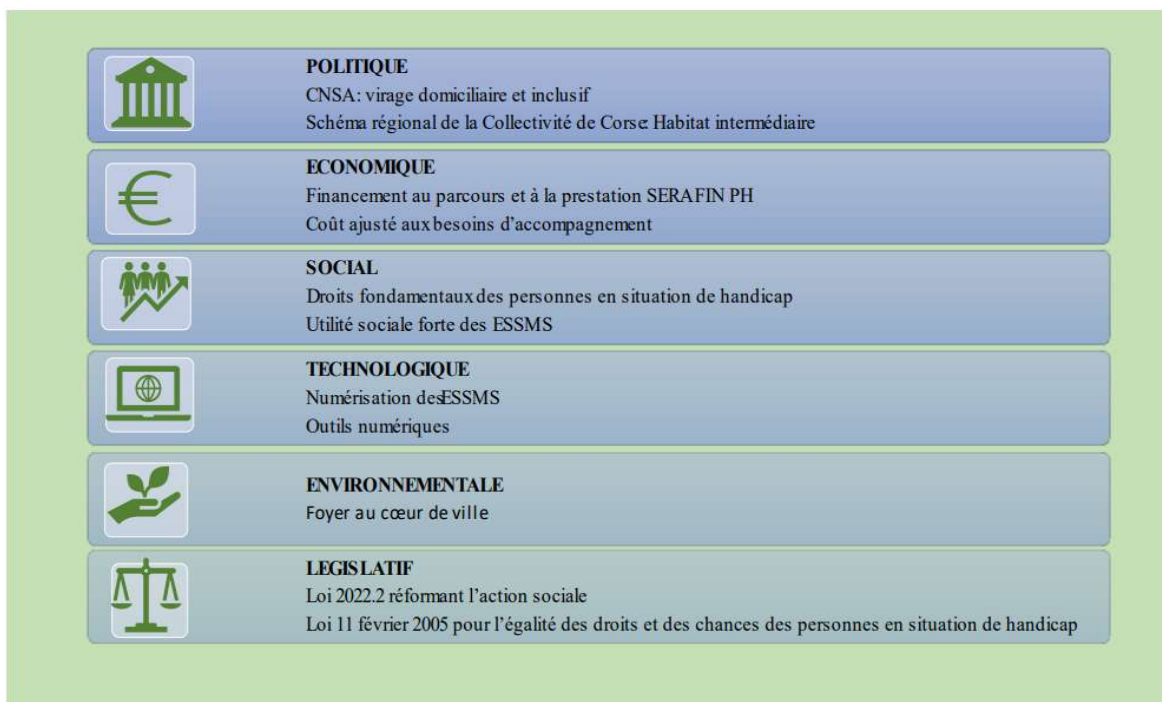 POLITIQUE
CNSA: virage domiciliaire et inclusif
Schéma régional de la Collectivité de Corse: Habitat intermédiaire
ECONOMIQUE
Financement au parcours et à la prestation SERAFIN PH
Coût ajusté aux besoins d’accompagnement
SOCIAL
Droits fondamentaux des personnes en situation de handicap
Utilité sociale forte des ESSMS
TECHNOLOGIQUE
Numérisation des ESSMS
Outils numériques
ENVIRONNEMENTALE
Foyer au cœur de ville
LEGISLATIF
Loi 2022.2 réformant l’action sociale
Loi 11 février 2005 pour l’égalité des droits et des chances des personnes en situation de handicap